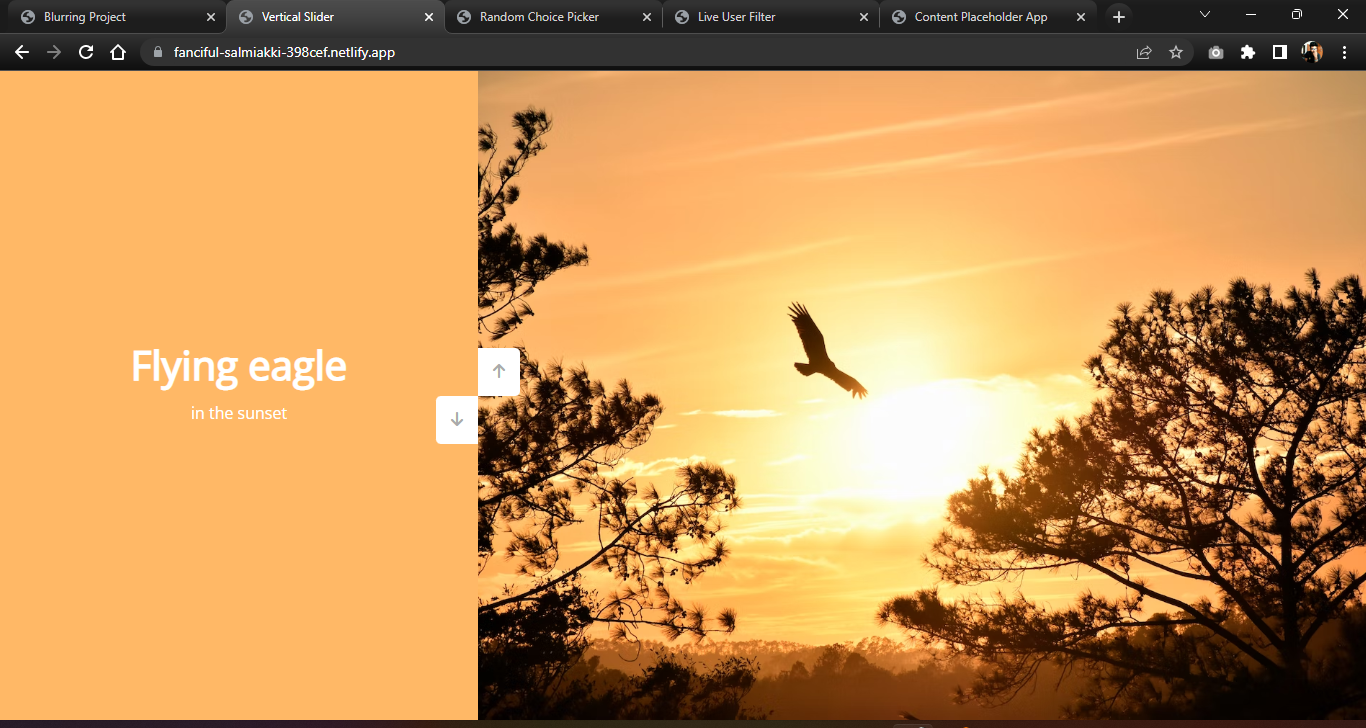 Blurring Project
Vertical Slider
Random Choice Picker
Live User Filter
Content Placeholder App
fanciful-salmiakki-398cef.netlify.app
Flying eagle
in the sunset